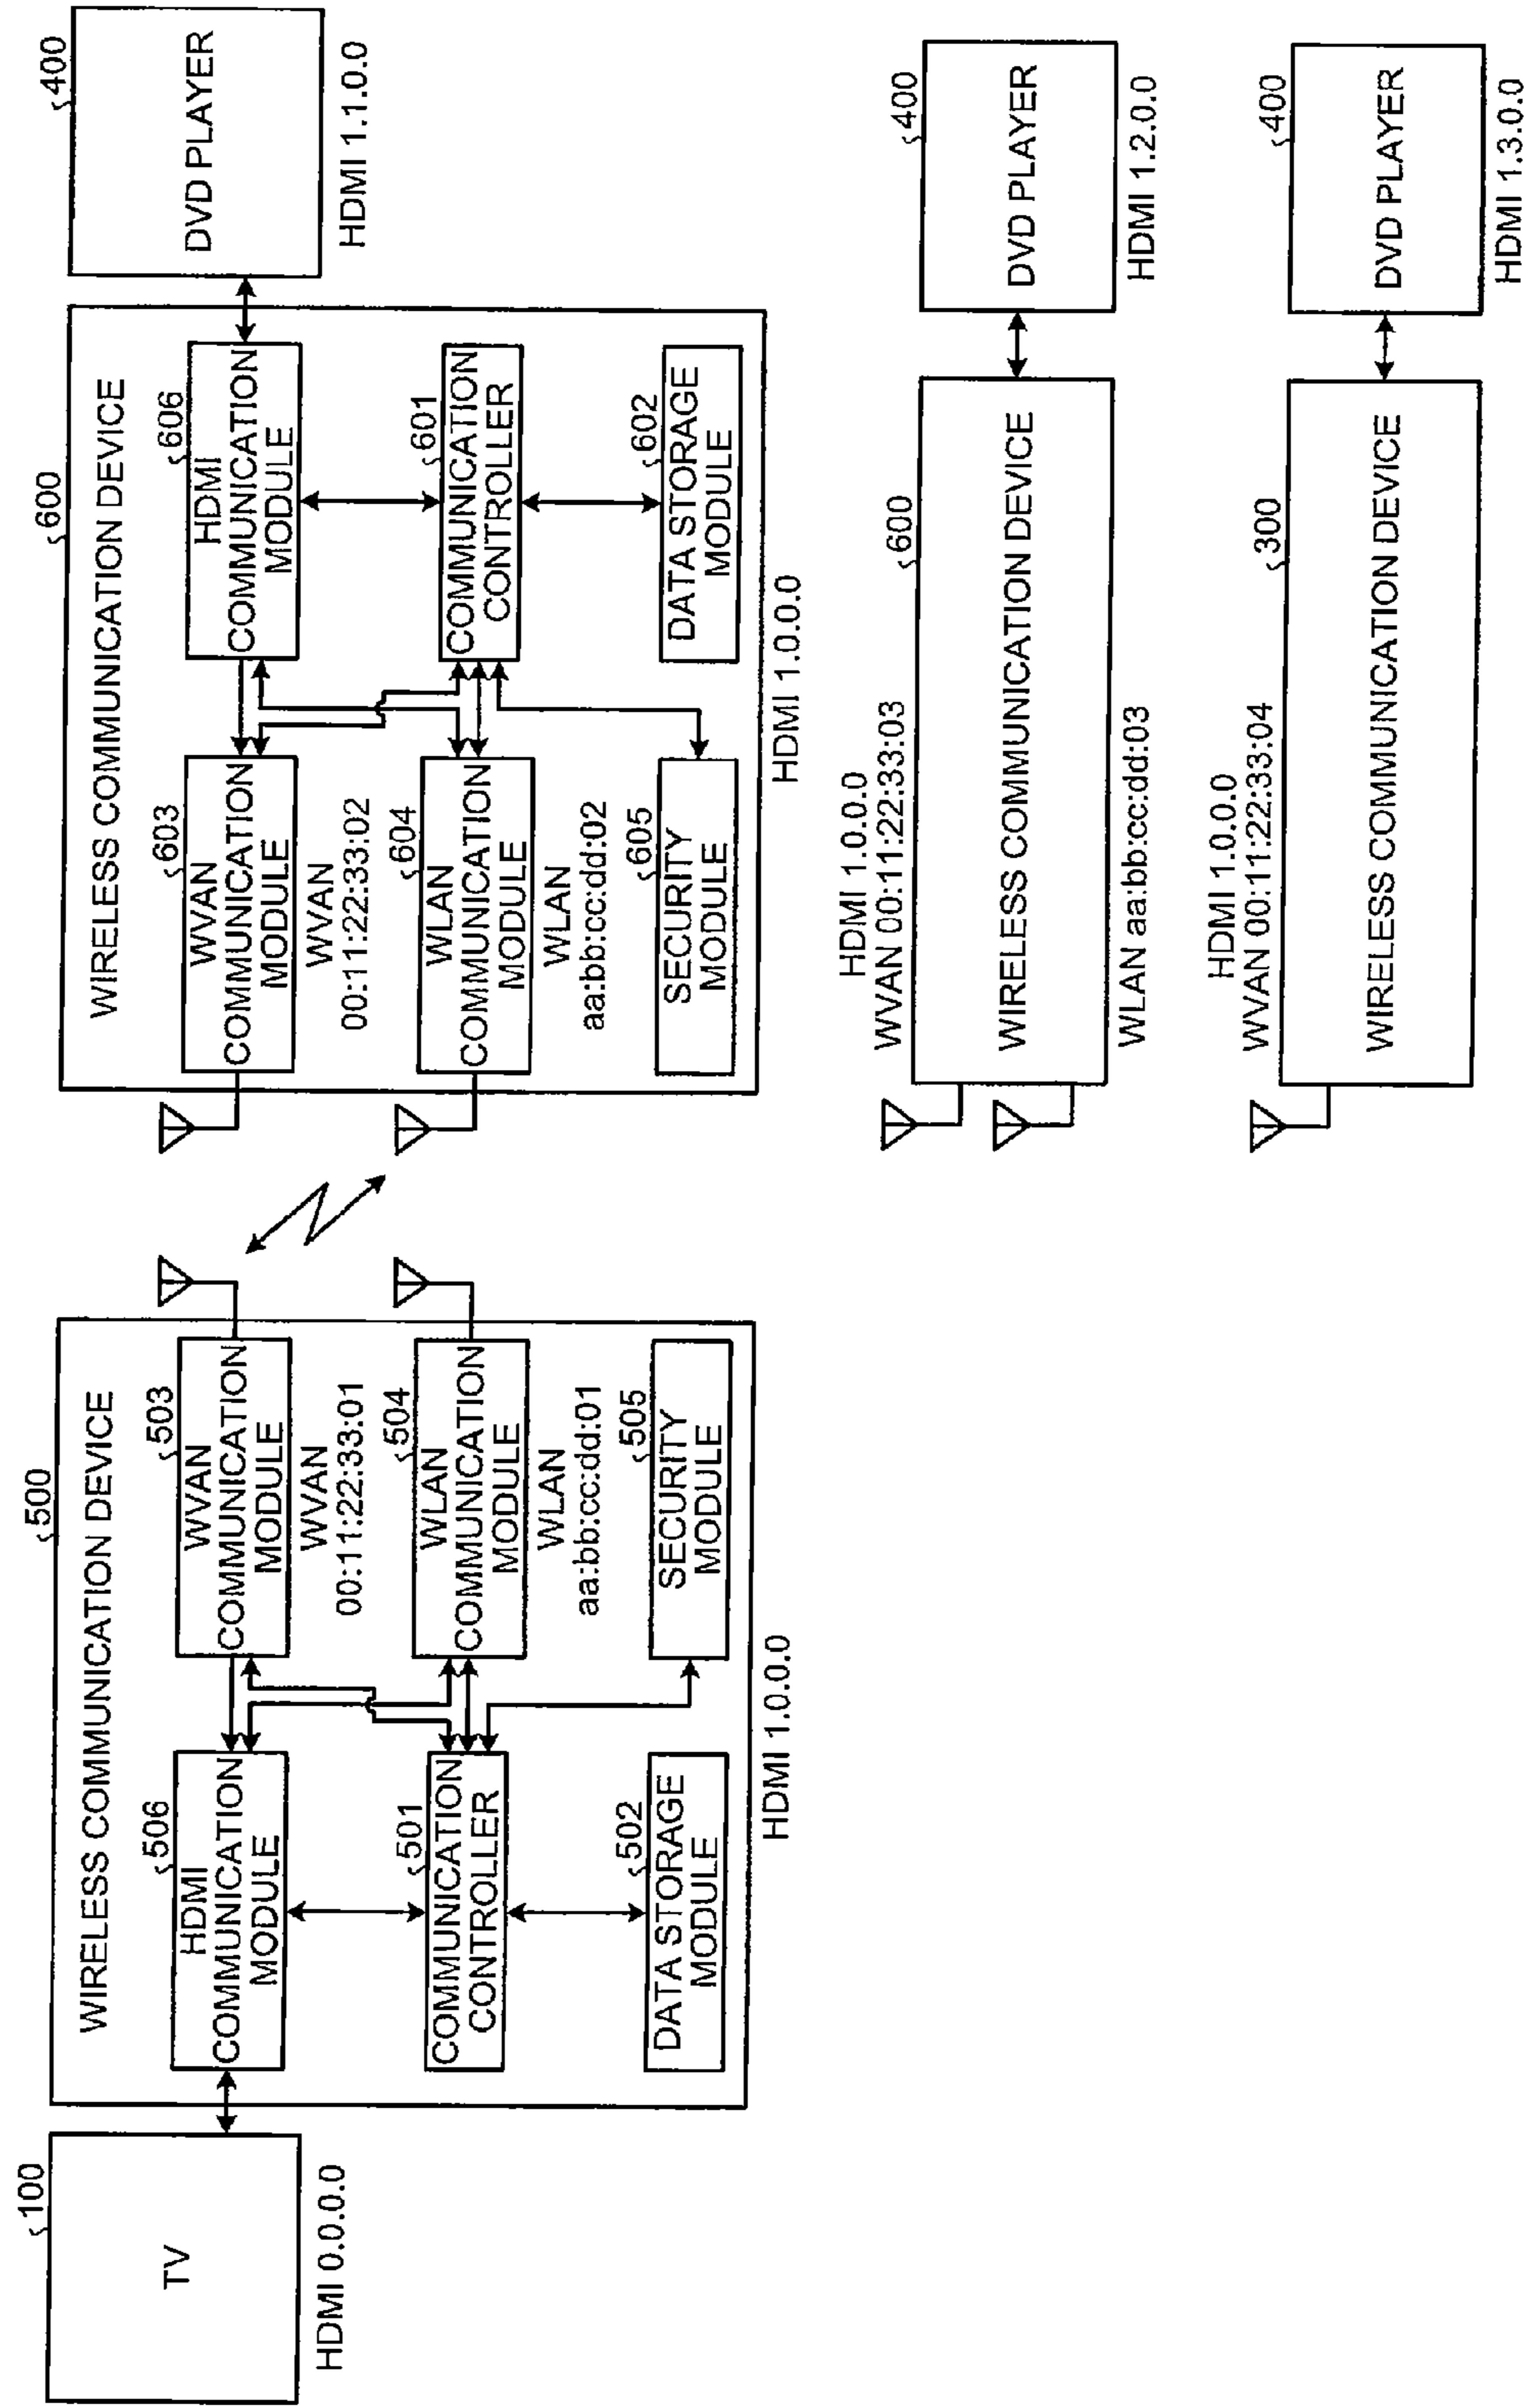 100
TV
HDMI 0.0.0.0
500
WIRELESS COMMUNICATION DEVICE
506
HDMI
COMMUNICATION
MODULE
501
COMMUNICATION
CONTROLLER
502
DATA STORAGE
MODULE
503
WVAN
COMMUNICATION
MODULE
WVAN
00:11:22:33:01
504
WLAN
COMMUNICATION
MODULE
WLAN
aa:bb:cc:dd:01
505
SECURITY
MODULE
HDMI 1.0.0.0
600
WIRELESS COMMUNICATION DEVICE
603
WVAN
COMMUNICATION
MODULE
WVAN
00:11:22:33:02
604
WLAN
COMMUNICATION
MODULE
WLAN
aa:bb:cc:dd:02
605
SECURITY
MODULE
606
HDMI
COMMUNICATION
MODULE
601
COMMUNICATION
CONTROLLER
602
DATA STORAGE
MODULE
HDMI 1.0.0.0
400
DVD PLAYER
HDMI 1.1.0.0
HDMI 1.0.0.0
WVAN 00:11:22:33:03
600
WIRELESS COMMUNICATION DEVICE
WLAN aa:bb:cc:dd:03
400
DVD PLAYER
HDMI 1.2.0.0
HDMI 1.0.0.0
WVAN 00:11:22:33:04
300
WIRELESS COMMUNICATION DEVICE
400
DVD PLAYER
HDMI 1.3.0.0